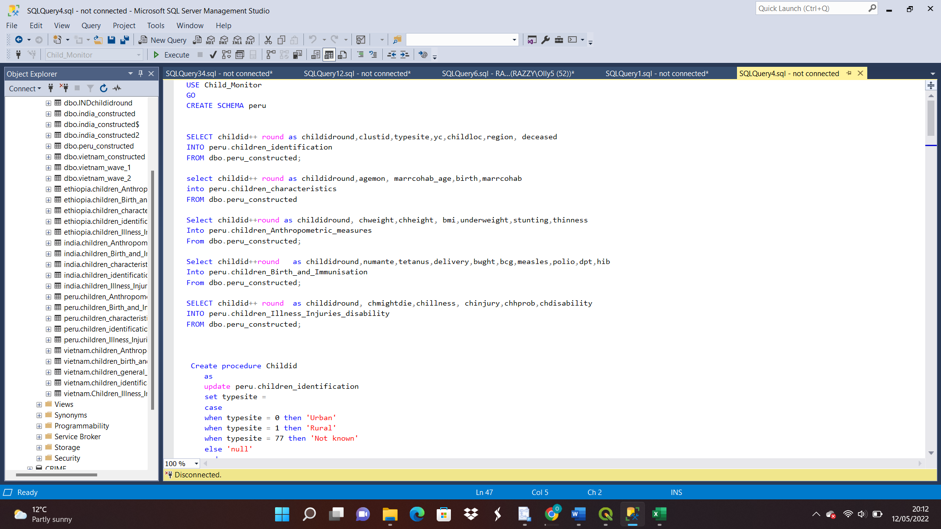 SQLQuery4.sql - not connected - Microsoft SQL Server Management Studio
Quick Launch (Ctrl+Q)
File Edit View Query Project Tools Window Help
New Query MDX DMX XMLA DAX
Child_Monitor Execute
Object Explorer
SQLQuery34.sql - not connected*
SQLQuery12.sql - not connected*
SQLQuery6.sql - RA...(RAZZY\Olly5 (52))*
SQLQuery1.sql - not connected*
SQLQuery4.sql - not connected
Connect
dbo.INDchildiround
dbo.india_constructed
dbo.india_constructed$
dbo.india_constructed2
dbo.peru_constructed
dbo.vietnam_constructed
dbo.vietnam_wave_1
dbo.vietnam_wave_2
ethiopia.children_Anthrop
ethiopia.children_Birth_an
ethiopia.children_characte
ethiopia.children_identific
ethiopia.children_Illness_I
india.children_Anthropom
india.children_Birth_and_I
india.children_characterist
india.children_identificatio
india.children_Illness_Injur
peru.children_Anthropome
peru.children_Birth_and_Ir
peru.children_characteristi
peru.children_identificatio
peru.children_Illness_Injuri
vietnam.children_Anthrop
vietnam.children_birth_and
vietnam.children_general_
vietnam.children_identific
vietnam.Children_Illness_I
Views
Synonyms
Programmability
Service Broker
Storage
Security
CRIME
USE Child_Monitor
GO
CREATE SCHEMA peru
SELECT childid++ round as childidround,clustid,typesite,yc,childloc,region, deceased
INTO peru.children_identification
FROM dbo.peru_constructed;
select childid++ round as childidround,agemon, marrcohab_age,birth,marrcohab
into peru.children_characteristics
FROM dbo.peru_constructed
Select childid++round as childidround, chweight,chheight, bmi,underweight,stunting,thinness
Into peru.children_Anthropometric_measures
From dbo.peru_constructed;
Select childid++round as childidround,numante,tetanus,delivery,bwght,bcg,measles,polio,dpt,hib
Into peru.children_Birth_and_Immunisation
From dbo.peru_constructed;
SELECT childid++ round as childidround, chmightdie,chillness, chinjury,chhprob,chdisability
INTO peru.children_Illness_Injuries_disability
FROM dbo.peru_constructed;
Create procedure Childid
as
update peru.children_identification
set typesite =
case
when typesite = 0 then 'Urban'
when typesite = 1 then 'Rural'
when typesite = 77 then 'Not known'
else 'null'
100 %
Disconnected.
Ready Ln 47 Col 5 Ch 2 INS
12°C
Partly sunny
20:12
12/05/2022